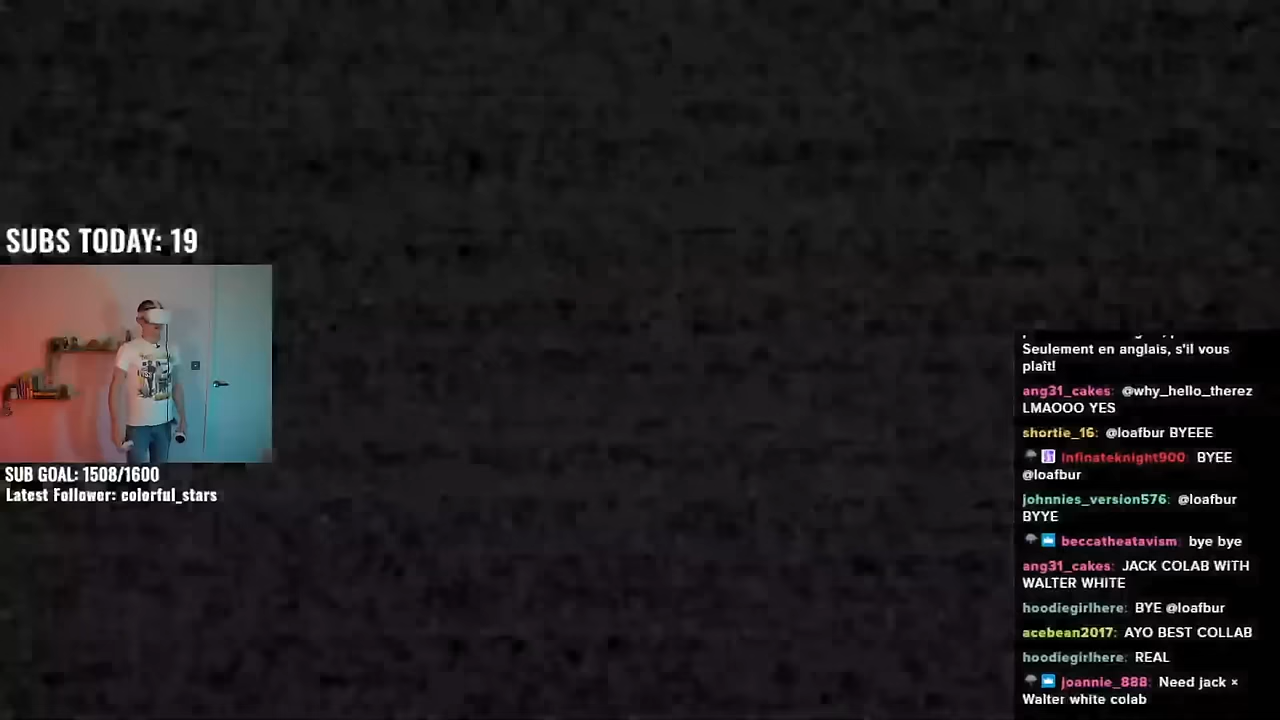 SUBS TODAY: 19
SUB GOAL: 1508/1600
Latest Follower: colorful_stars
Seulement en anglais, s'il vous
plaît!
ang31_cakes: @why_hello_therez
LMAOOO YES
shortie_16: @loafbur BYEEE
infinateknight900: BYEE
@loafbur
johnnies_version576: @loafbur
BYYE
beccatheatavism: bye bye
ang31_cakes: JACK COLAB WITH
WALTER WHITE
hoodiegirlhere: BYE @loafbur
acebean2017: AYO BEST COLLAB
hoodiegirlhere: REAL
joannie_888: Need jack ×
Walter white colab